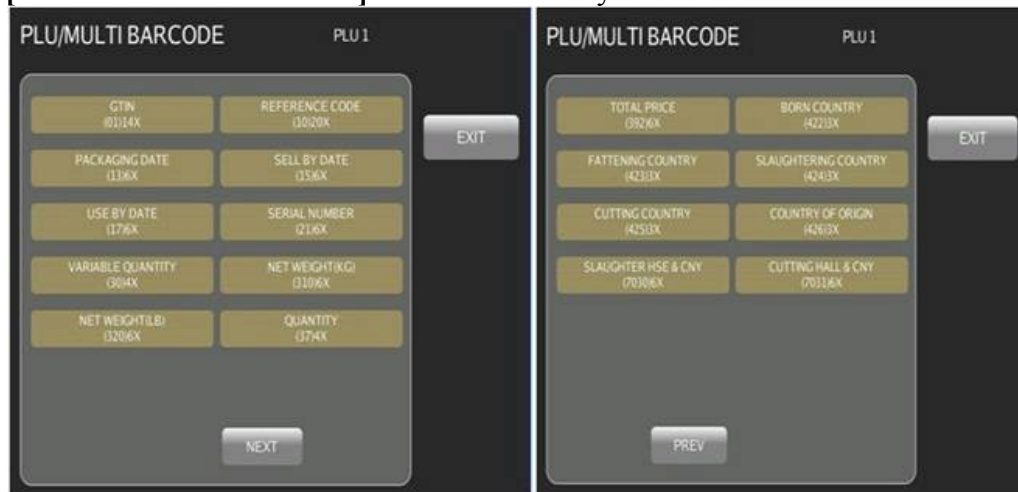 PLU/MULTI BARCODE
PLU 1
GTIN
(01)14X
REFERENCE CODE
(10)20X
PACKAGING DATE
(13)6X
SELL BY DATE
(15)6X
USE BY DATE
(17)6X
SERIAL NUMBER
(21)6X
VARIABLE QUANTITY
(30)4X
NET WEIGHT(KG)
(310)6X
NET WEIGHT(LB)
(320)6X
QUANTITY
(37)4X
EXIT
NEXT
PLU/MULTI BARCODE
PLU 1
TOTAL PRICE
(392)6X
BORN COUNTRY
(422)3X
FATTENING COUNTRY
(423)3X
SLAUGHTERING COUNTRY
(424)3X
CUTTING COUNTRY
(425)3X
COUNTRY OF ORIGIN
(426)3X
SLAUGHTER HSE & CNY
(7030)6X
CUTTING HALL & CNY
(7031)6X
EXIT
PREV